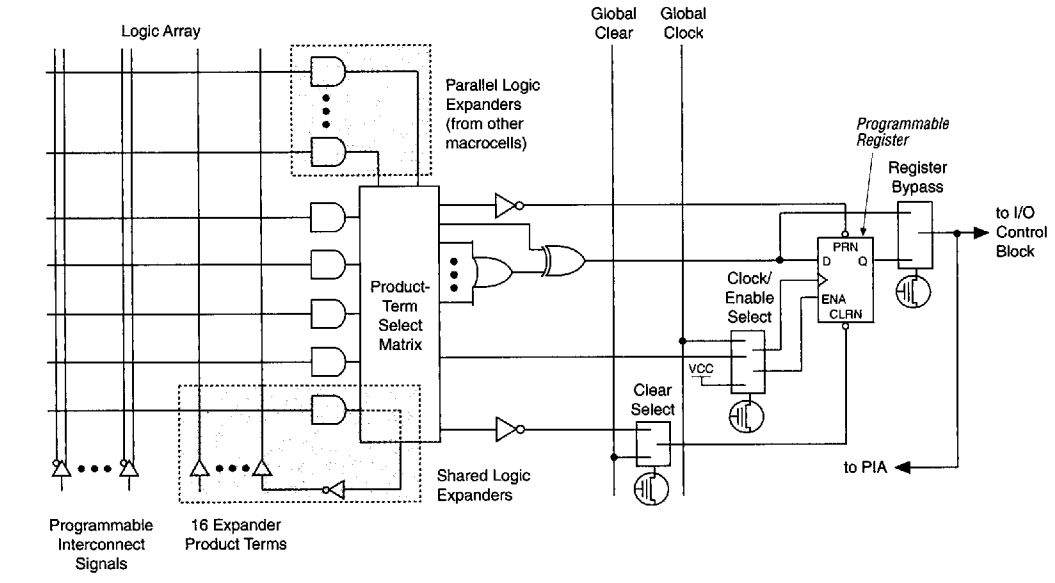 Logic Array
Global
Clear
Global
Clock
Parallel Logic
Expanders
(from other
macrocells)
Programmable
Register
Register
Bypass
to I/O
Control
Block
PRN
D
Q
ENA
CLRN
Clock/
Enable
Select
Product-
Term
Select
Matrix
VCC
Clear
Select
to PIA
Shared Logic
Expanders
Programmable
Interconnect
Signals
16 Expander
Product Terms